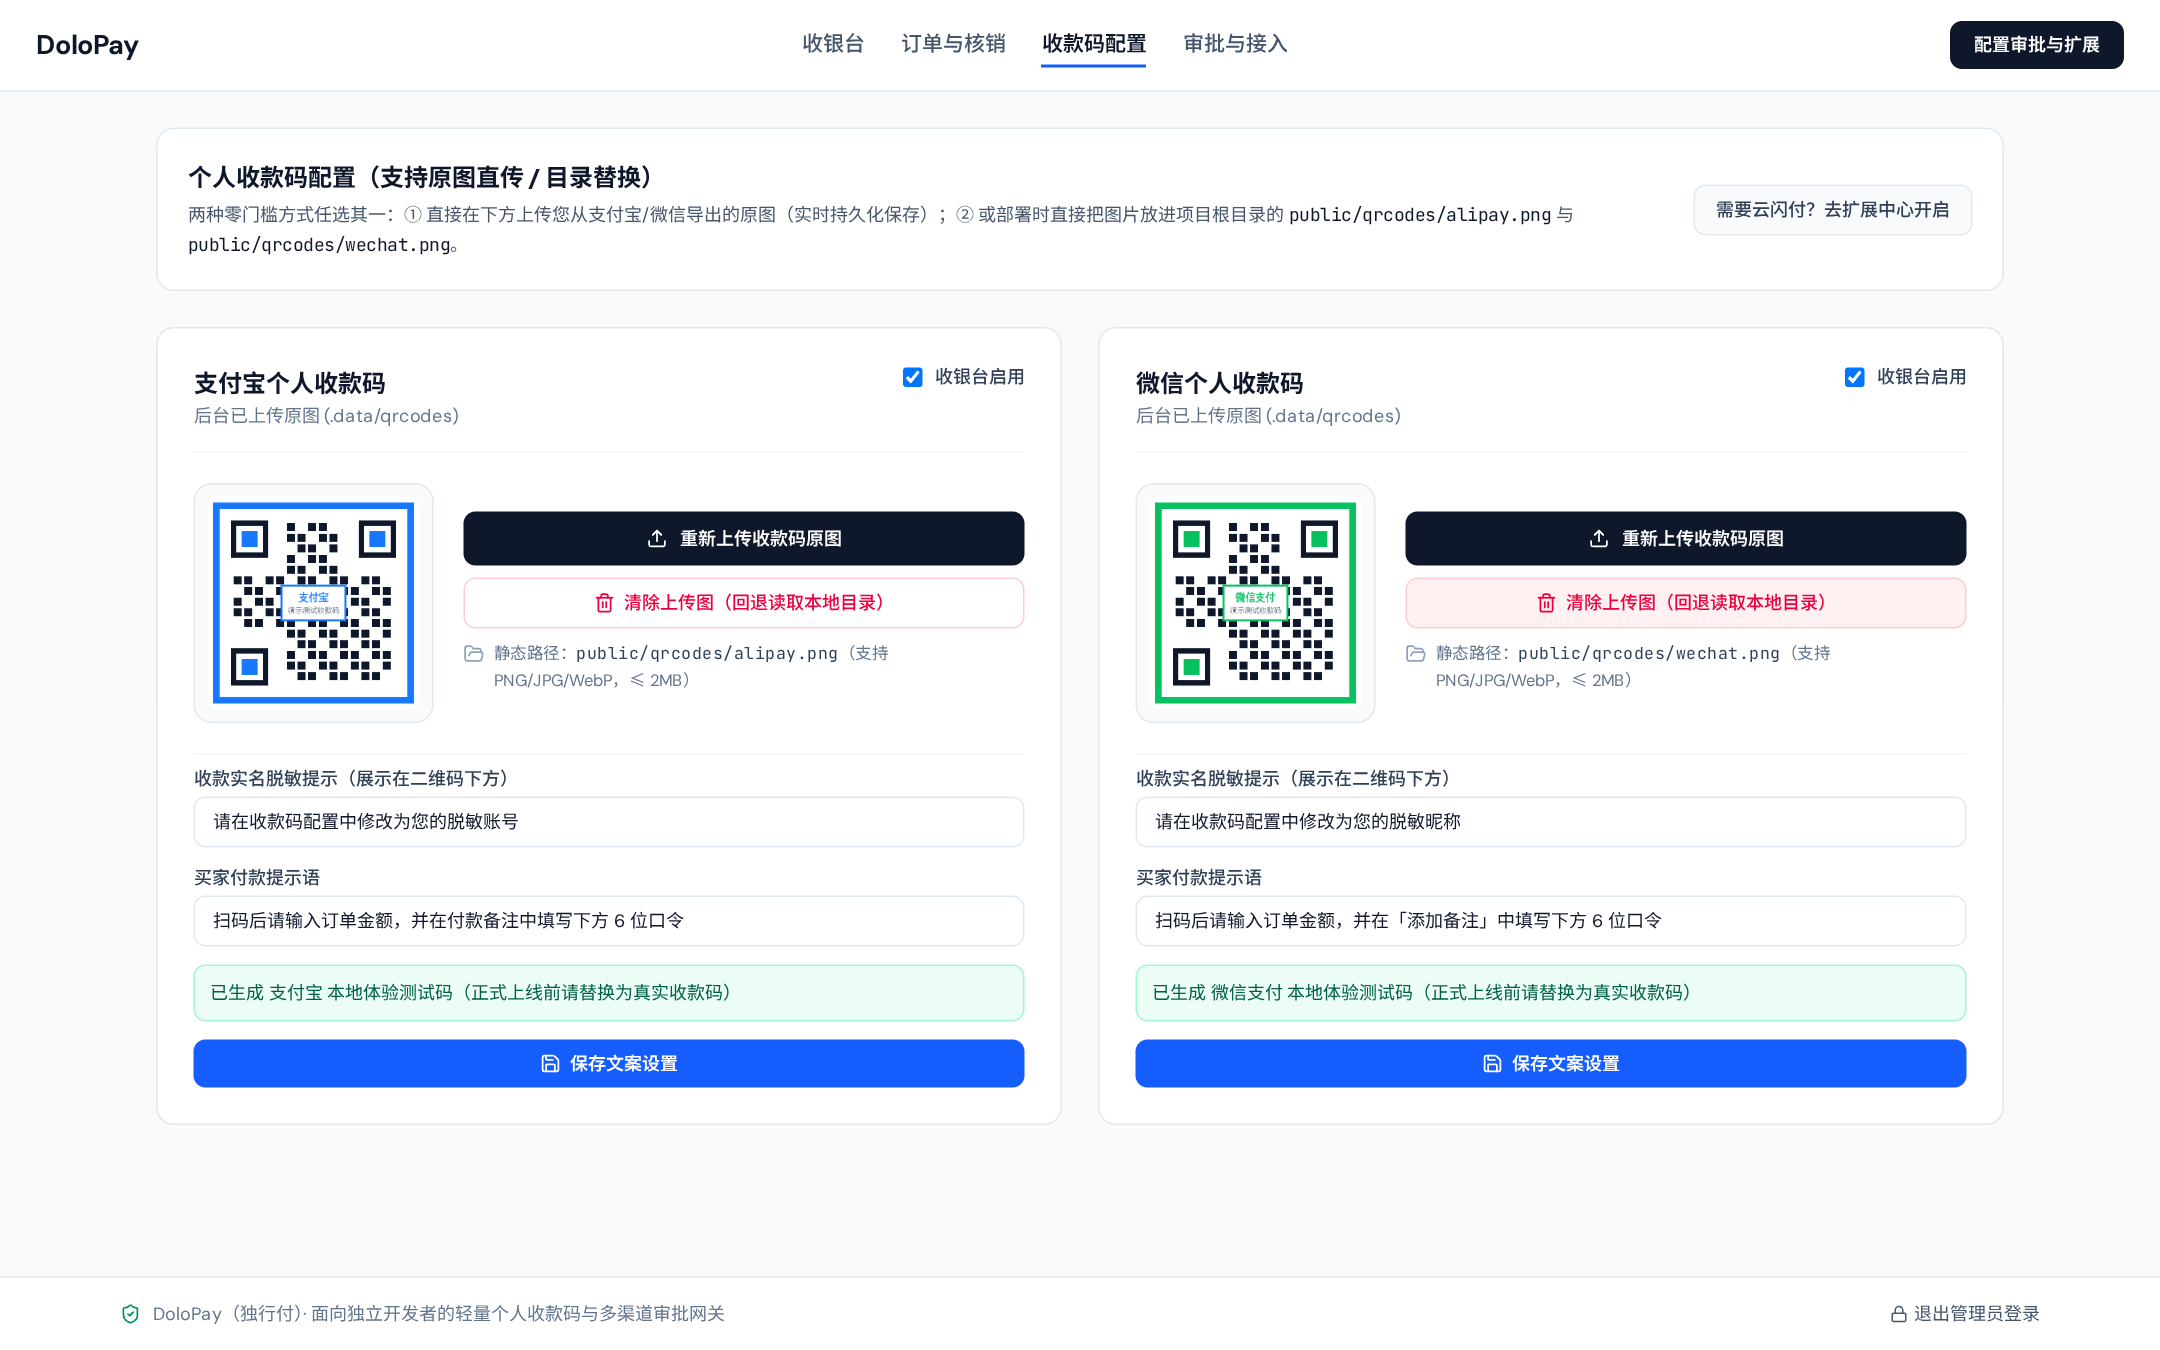 DoloPay
收银台
订单与核销
收款码配置
审批与接入
配置审批与扩展
个人收款码配置（支持原图直传 / 目录替换）
两种零门槛方式任选其一：① 直接在下方上传您从支付宝/微信导出的原图（实时持久化保存）；② 或部署时直接把图片放进项目根目录的 public/qrcodes/alipay.png 与
public/qrcodes/wechat.png。
需要云闪付？去扩展中心开启
支付宝个人收款码
收银台启用
后台已上传原图 (.data/qrcodes)
支付宝
演示测试收款码
重新上传收款码原图
清除上传图（回退读取本地目录）
静态路径：public/qrcodes/alipay.png（支持
PNG/JPG/WebP，≤ 2MB）
收款实名脱敏提示（展示在二维码下方）
请在收款码配置中修改为您的脱敏账号
买家付款提示语
扫码后请输入订单金额，并在付款备注中填写下方 6 位口令
已生成 支付宝 本地体验测试码（正式上线前请替换为真实收款码）
保存文案设置
微信个人收款码
收银台启用
后台已上传原图 (.data/qrcodes)
微信支付
演示测试收款码
重新上传收款码原图
清除上传图（回退读取本地目录）
静态路径：public/qrcodes/wechat.png（支持
PNG/JPG/WebP，≤ 2MB）
收款实名脱敏提示（展示在二维码下方）
请在收款码配置中修改为您的脱敏昵称
买家付款提示语
扫码后请输入订单金额，并在「添加备注」中填写下方 6 位口令
已生成 微信支付 本地体验测试码（正式上线前请替换为真实收款码）
保存文案设置
DoloPay（独行付）· 面向独立开发者的轻量个人收款码与多渠道审批网关
退出管理员登录